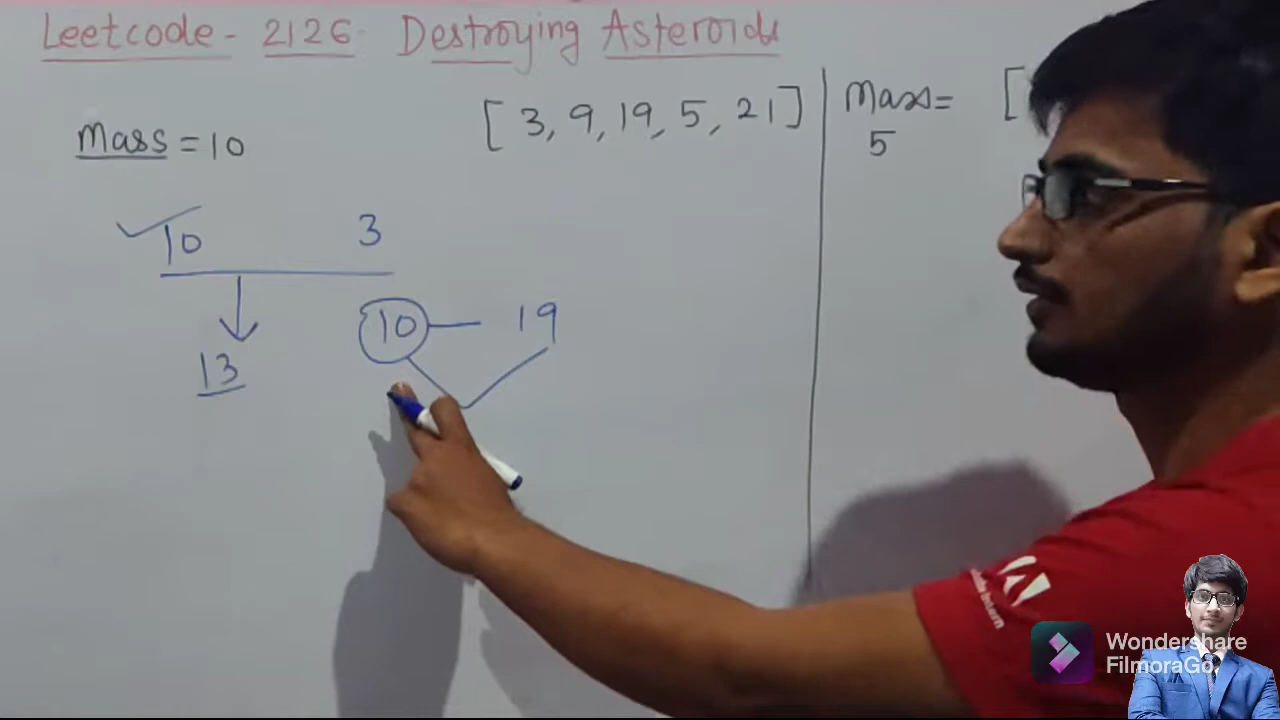 Leetcode - 2126. Destroying Asteroids
[ 3, 9, 19, 5, 21 ]
Mass = 10
Mass =
[
5
10
3
10 - 19
13
Wondershare
FilmoraGo